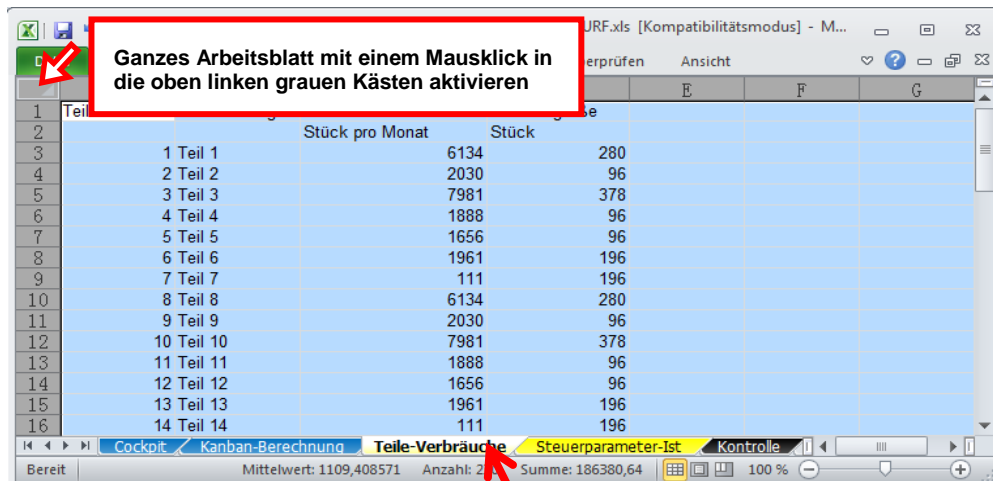 URF.xls [Kompatibilitätsmodus] - M...
Ganzes Arbeitsblatt mit einem Mausklick in
die oben linken grauen Kästen aktivieren
Ansicht
E F G
1 Teil
2 Stück pro Monat Stück
3 1 Teil 1 6134 280
4 2 Teil 2 2030 96
5 3 Teil 3 7981 378
6 4 Teil 4 1888 96
7 5 Teil 5 1656 96
8 6 Teil 6 1961 196
9 7 Teil 7 111 196
10 8 Teil 8 6134 280
11 9 Teil 9 2030 96
12 10 Teil 10 7981 378
13 11 Teil 11 1888 96
14 12 Teil 12 1656 96
15 13 Teil 13 1961 196
16 14 Teil 14 111 196
Cockpit Kanban-Berechnung Teile-Verbräuche Steuerparameter-Ist Kontrolle
Bereit Mittelwert: 1109,408571 Anzahl: Summe: 186380,64 100 %